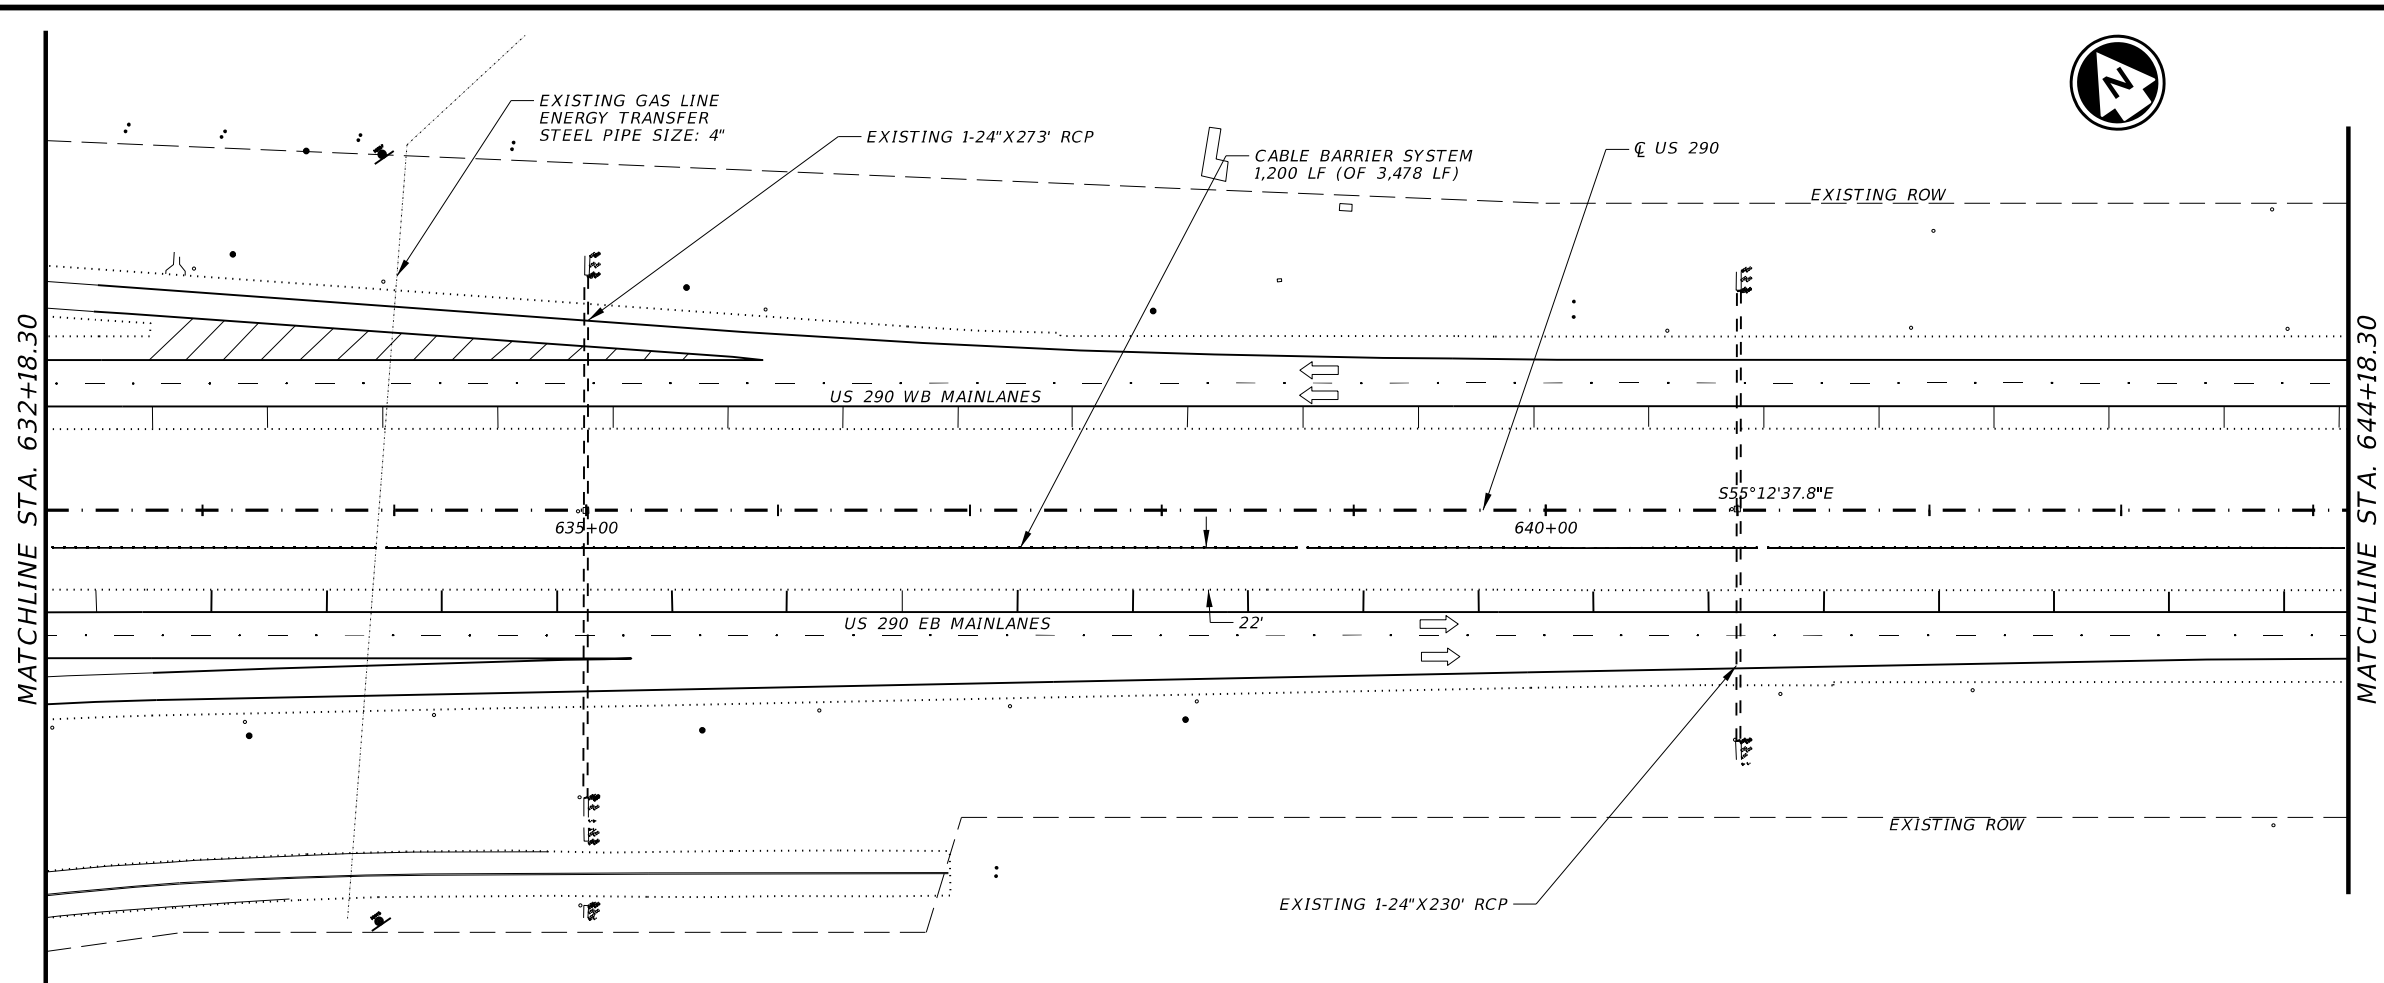 N
EXISTING GAS LINE
ENERGY TRANSFER
STEEL PIPE SIZE: 4"
EXISTING 1-24"X273' RCP
CABLE BARRIER SYSTEM
1,200 LF (OF 3,478 LF)
℄ US 290
EXISTING ROW
MATCHLINE STA. 632+18.30
MATCHLINE STA. 644+18.30
US 290 WB MAINLANES
S55°12'37.8"E
635+00
640+00
US 290 EB MAINLANES
22'
EXISTING ROW
EXISTING 1-24"X230' RCP